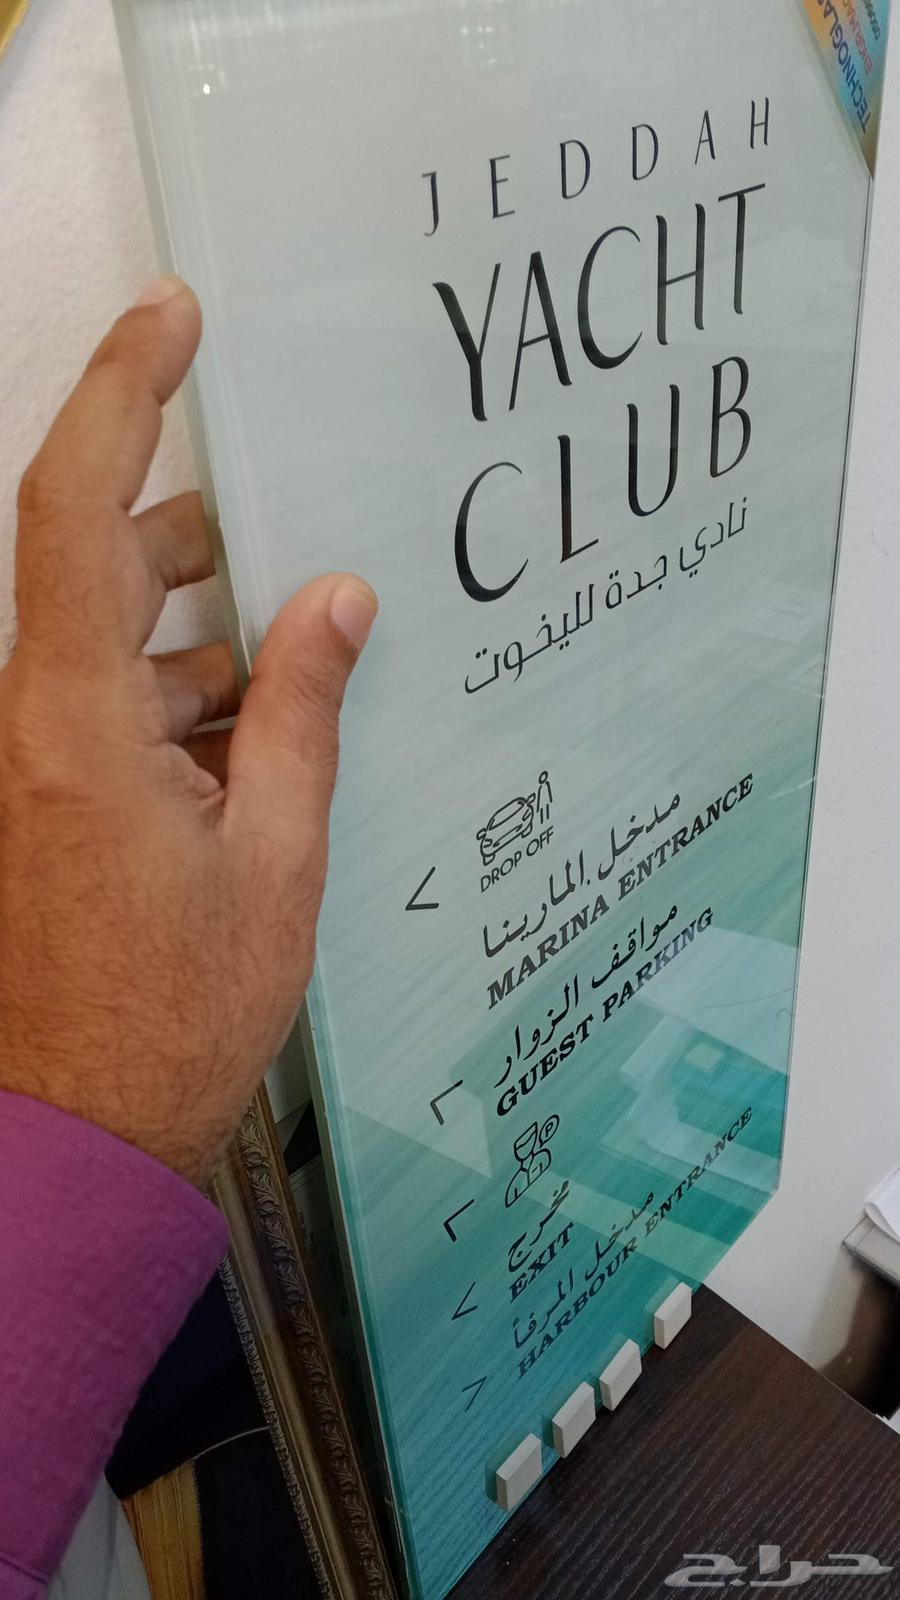 TECHNOGLA
JEDDAH
YACHT
CLUB
نادي جدة لليخوت
DROP OFF
<
مدخل المارينا
MARINA ENTRANCE
مواقف الزوار
GUEST PARKING
P
مخرج
EXIT
<
مدخل المرفأ
HARBOUR ENTRANCE
>
حراج